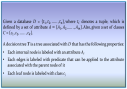 Given a database D = {t₁,t₂,...,tₙ}, where tᵢ denotes a tuple, which is
defined by a set of attribute A = {A₁,A₂,...,Aₘ}. Also, given a set of classes
C = {c₁,c₂,...,cₖ}.
A decision tree T is a tree associated with D that has the following properties:
• Each internal node is labeled with an attribute Aᵢ
• Each edges is labeled with predicate that can be applied to the attribute
associated with the parent node of it
• Each leaf node is labeled with class cⱼ